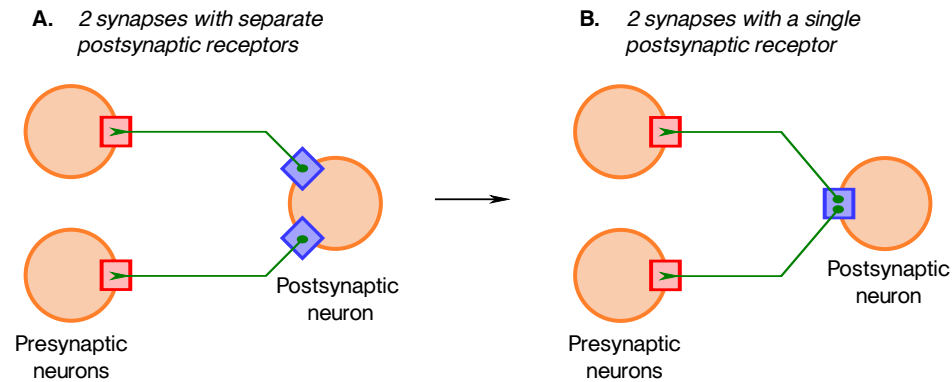 A. 2 synapses with separate
postsynaptic receptors
Postsynaptic
neuron
Presynaptic
neurons
B. 2 synapses with a single
postsynaptic receptor
Postsynaptic
neuron
Presynaptic
neurons